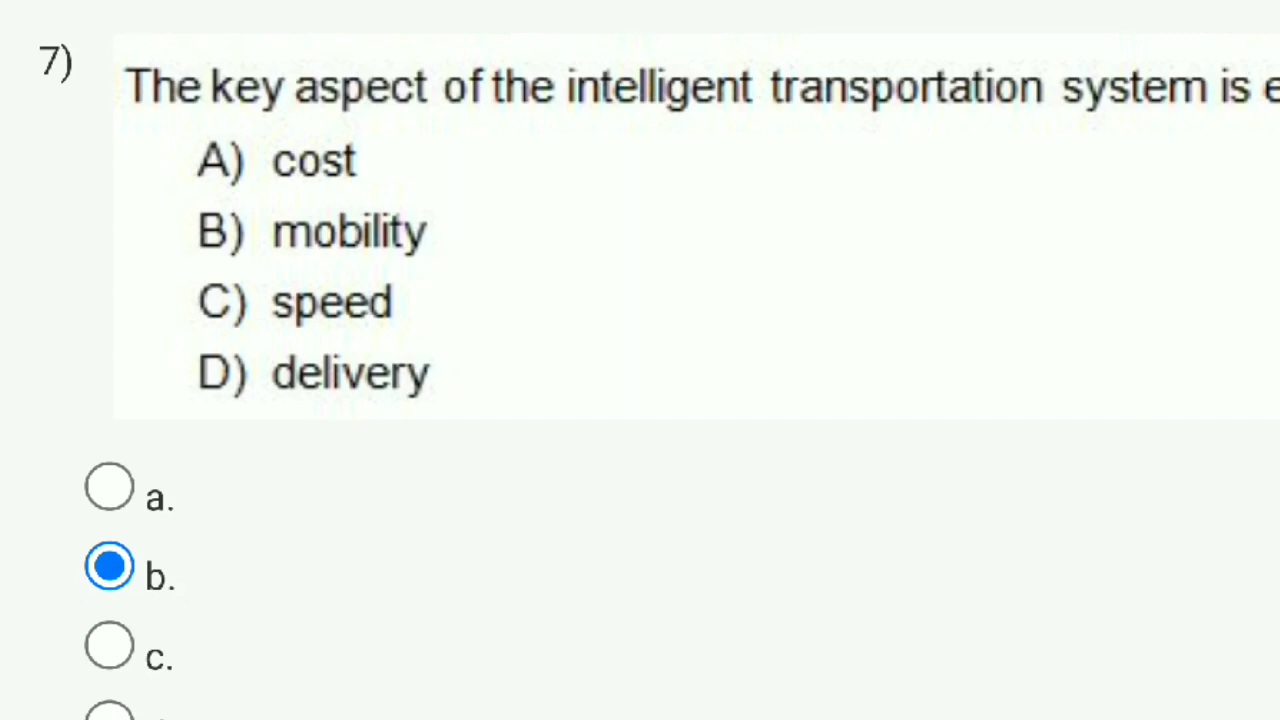 7)
The key aspect of the intelligent transportation system is
A) cost
B) mobility
C) speed
D) delivery
a.
b.
c.